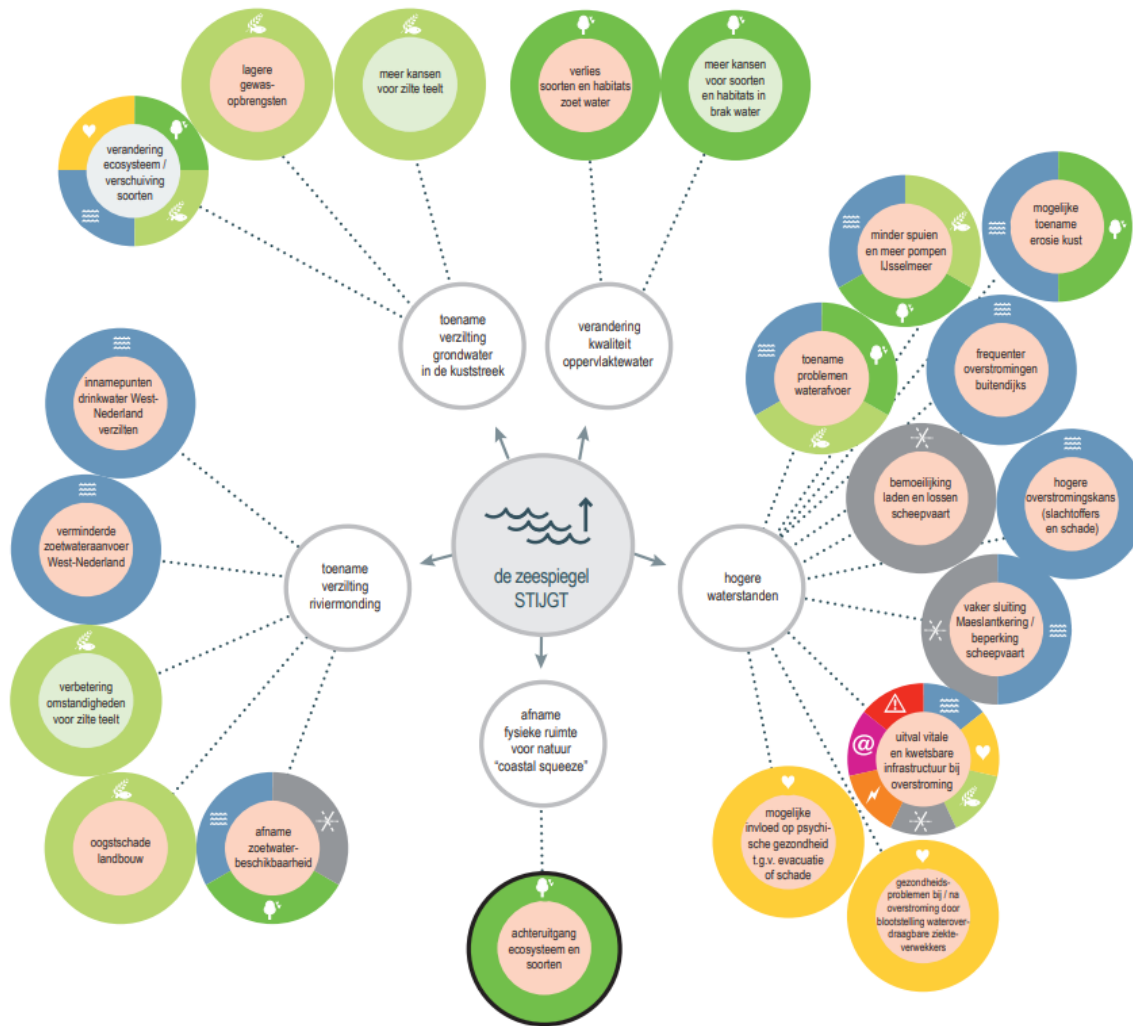 lagere
gewas-
opbrengsten
meer kansen
voor zilte teelt
verlies
soorten en habitats
zoet water
meer kansen
voor soorten
en habitats in
brak water
verandering
ecosysteem /
verschuiving
soorten
minder spuien
en meer pompen
IJsselmeer
mogelijke
toename
erosie kust
toename
verzilting
grondwater
in de kuststreek
verandering
kwaliteit
oppervlaktewater
toename
problemen
waterafvoer
frequenter
overstromingen
buitendijks
innamepunten
drinkwater West-
Nederland
verzilten
bemoeilijking
laden en lossen
scheepvaart
hogere
overstromingskans
(slachtoffers
en schade)
verminderde
zoetwateraanvoer
West-Nederland
toename
verzilting
riviermonding
de zeespiegel
STIJGT
hogere
waterstanden
vaker sluiting
Maeslantkering /
beperking
scheepvaart
verbetering
omstandigheden
voor zilte teelt
afname
fysieke ruimte
voor natuur
“coastal squeeze”
@
uitval vitale
en kwetsbare
infrastructuur bij
overstroming
oogstschade
landbouw
afname
zoetwater-
beschikbaarheid
mogelijke
invloed op psychi-
sche gezondheid
t.g.v. evacuatie
of schade
achteruitgang
ecosysteem en
soorten
gezondheids-
problemen bij / na
overstroming door
blootstelling waterover-
draagbare ziekte-
verwekkers